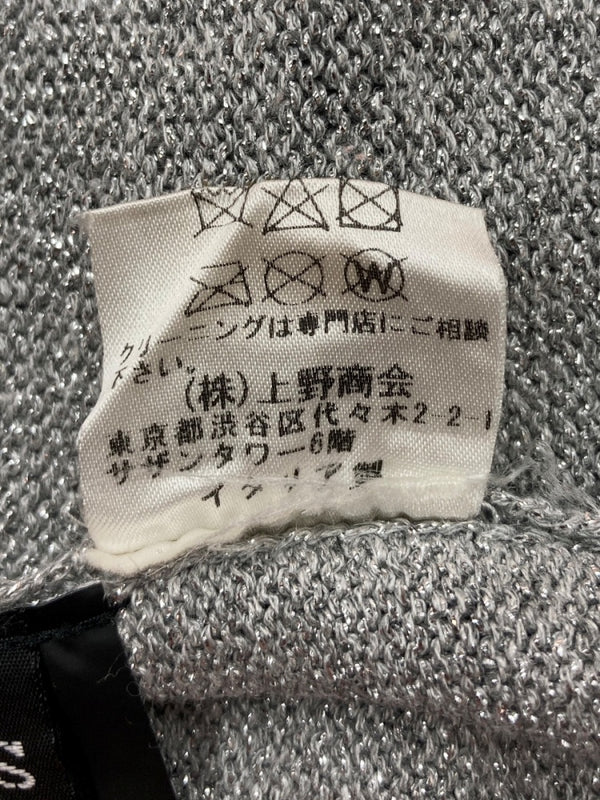 W
クリーニングは専門店にご相談
下さい。
(株)上野商会
東京都渋谷区代々木2-2-1
サザンタワー6階
イタリア製
S